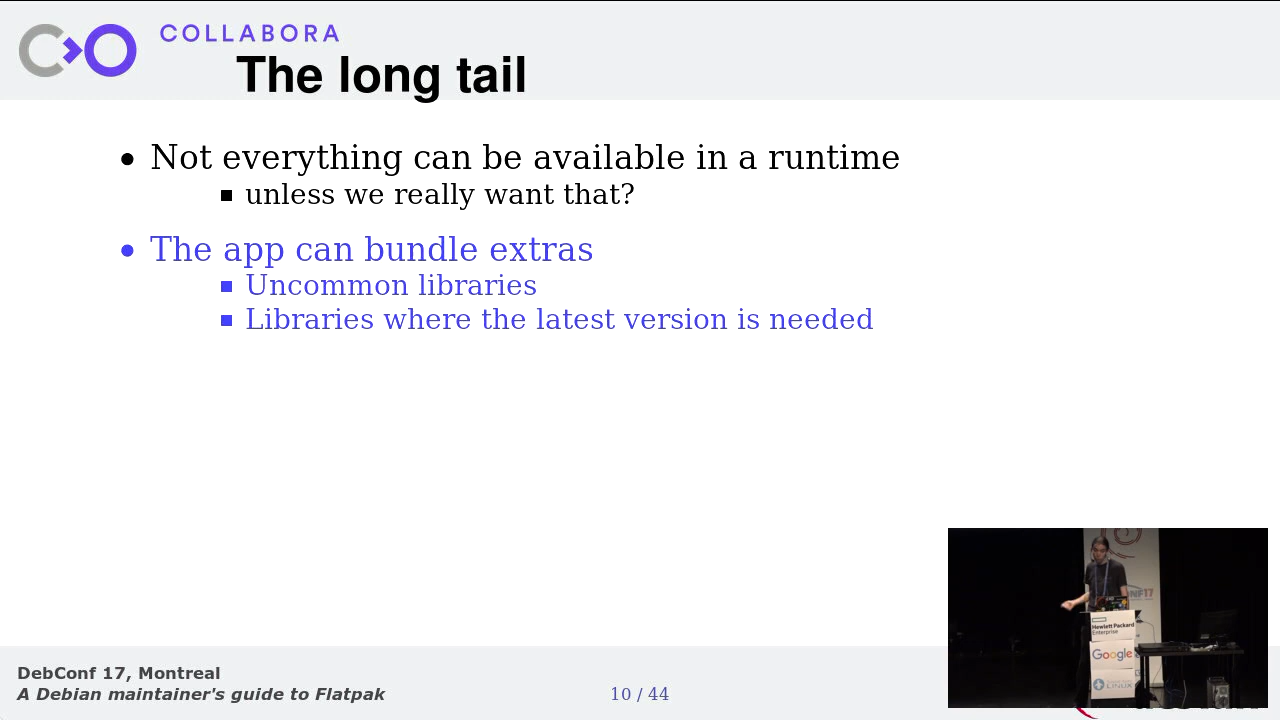 COLLABORA
The long tail
Not everything can be available in a runtime
unless we really want that?
The app can bundle extras
Uncommon libraries
Libraries where the latest version is needed
NF17
Hewlett Packard
Enterprise
Google
LINUX
DebConf 17, Montreal
A Debian maintainer's guide to Flatpak
10 / 44